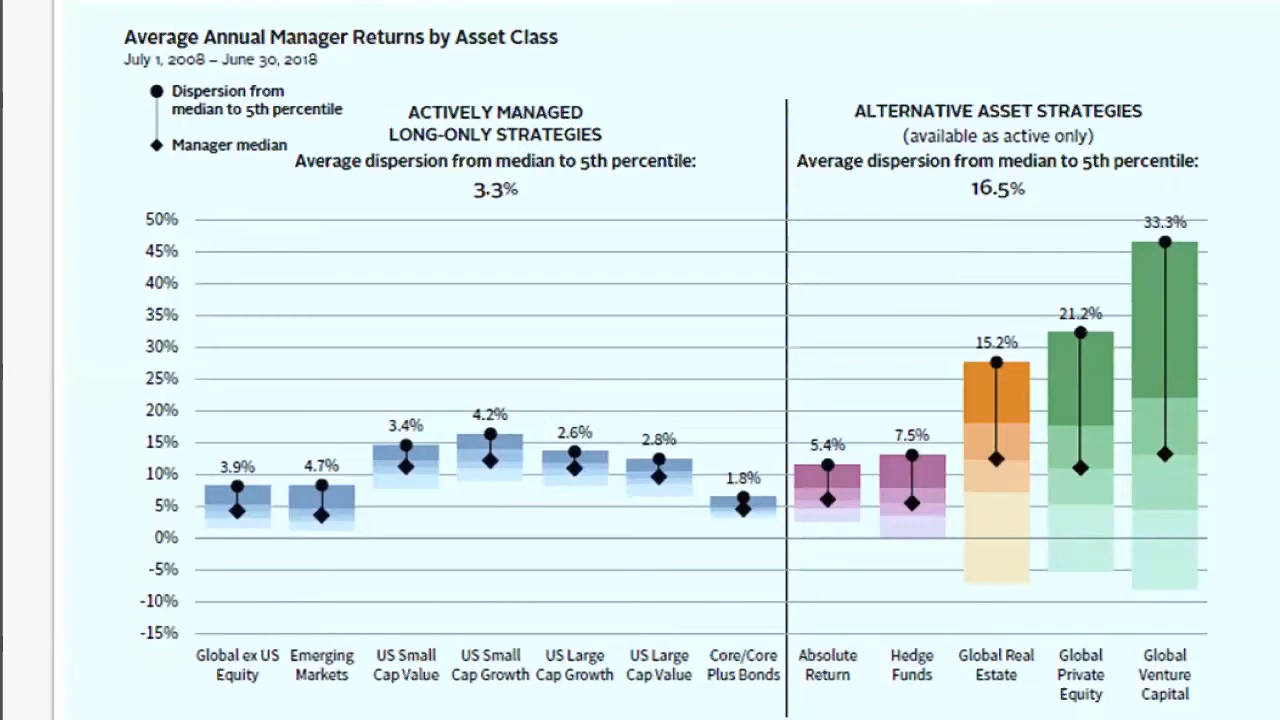 Average Annual Manager Returns by Asset Class
July 1, 2008 – June 30, 2018
Dispersion from
median to 5th percentile
Manager median
ACTIVELY MANAGED
LONG-ONLY STRATEGIES
Average dispersion from median to 5th percentile:
3.3%
ALTERNATIVE ASSET STRATEGIES
(available as active only)
Average dispersion from median to 5th percentile:
16.5%
50%
45%
40%
35%
30%
25%
20%
15%
10%
5%
0%
-5%
-10%
-15%
3.9%
4.7%
3.4%
4.2%
2.6%
2.8%
1.8%
5.4%
7.5%
15.2%
21.2%
33.3%
Global ex US
Equity
Emerging
Markets
US Small
Cap Value
US Small
Cap Growth
US Large
Cap Growth
US Large
Cap Value
Core/Core
Plus Bonds
Absolute
Return
Hedge
Funds
Global Real
Estate
Global
Private
Equity
Global
Venture
Capital